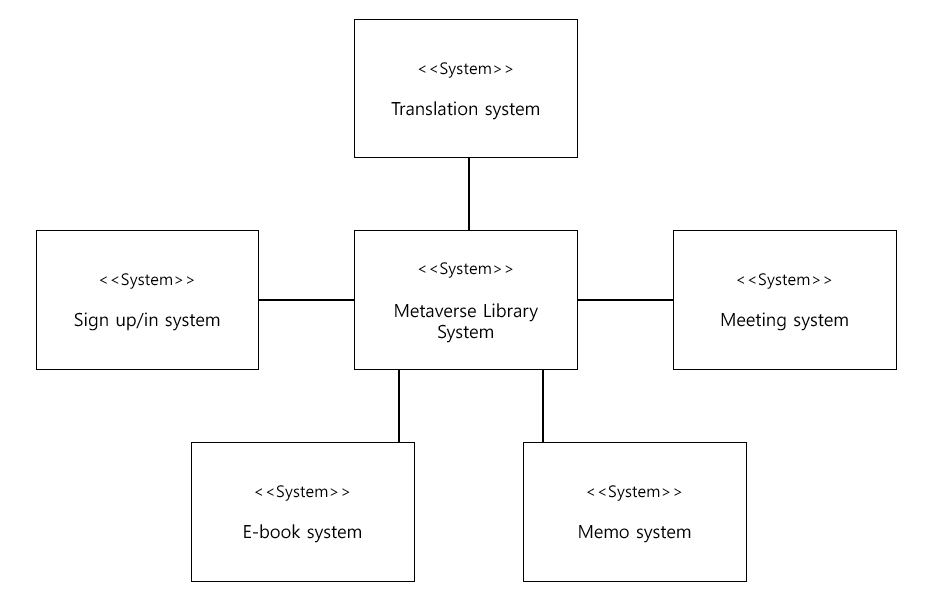 <<System>>
Translation system
<<System>>
Sign up/in system
<<System>>
Metaverse Library
System
<<System>>
Meeting system
<<System>>
E-book system
<<System>>
Memo system